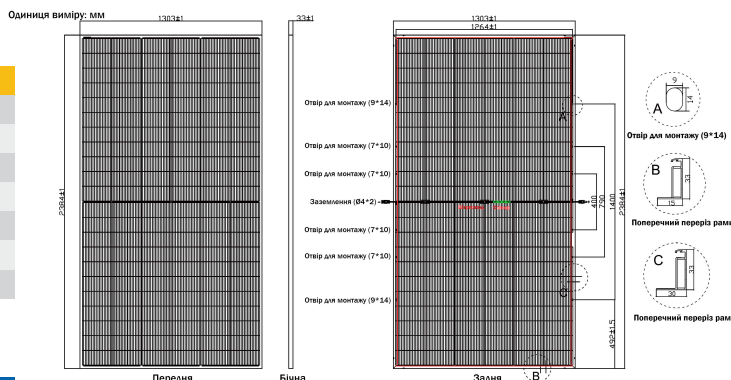 Одиниця виміру: мм
1303±1
33±1
1303±1
1264±1
2384±1
Отвір для монтажу (9*14)
Отвір для монтажу (7*10)
Отвір для монтажу (7*10)
Заземлення (Ø4*2)
Отвір для монтажу (7*10)
Отвір для монтажу (7*10)
Отвір для монтажу (9*14)
A
C
B
400
790
1400
2384±1
492±1.5
9
14
A
Отвір для монтажу (9*14)
B
33
15
Поперечний переріз рами
C
33
30
Поперечний переріз рам
Передня
Бічна
Задня